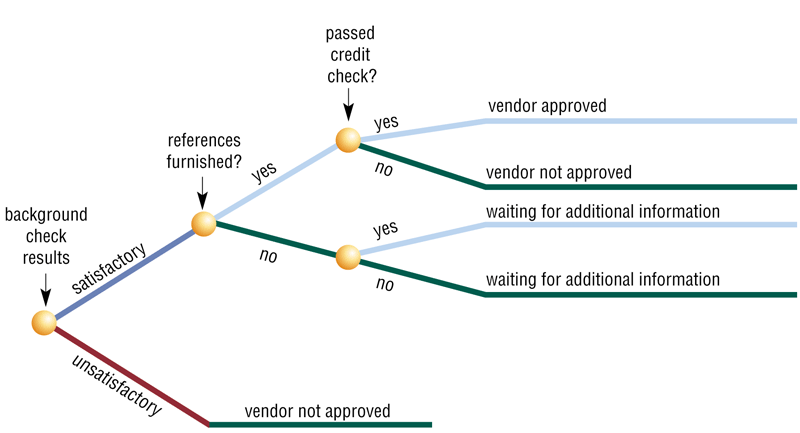 passed
credit
check?
references
furnished?
background
check
results
satisfactory
unsatisfactory
yes
no
yes
no
yes
no
vendor approved
vendor not approved
waiting for additional information
waiting for additional information
vendor not approved